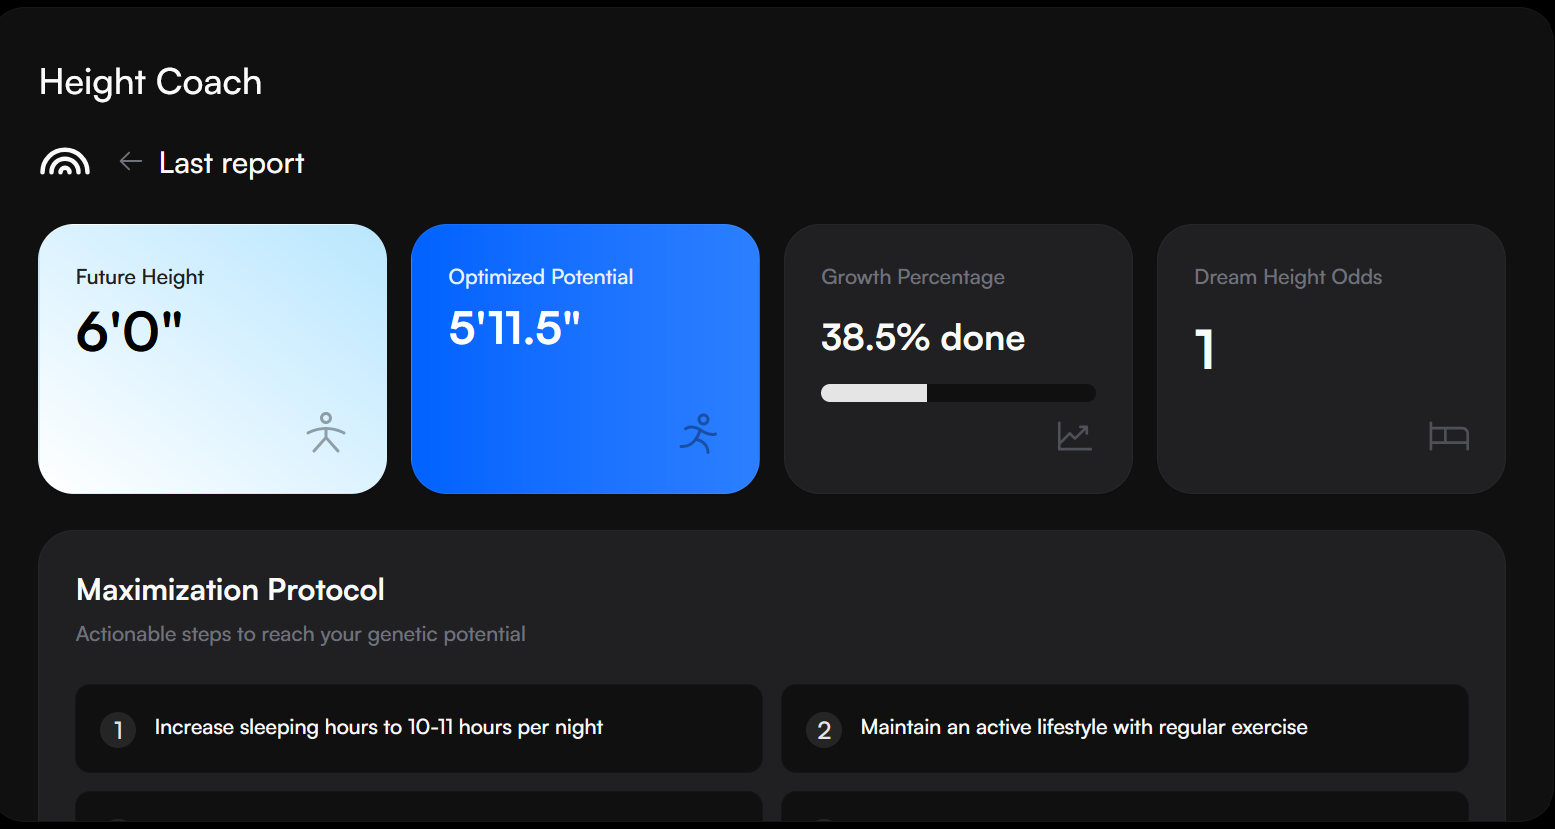 Height Coach
Last report
Future Height
6'0"
Optimized Potential
5'11.5"
Growth Percentage
38.5% done
Dream Height Odds
1
Maximization Protocol
Actionable steps to reach your genetic potential
1 Increase sleeping hours to 10-11 hours per night
2 Maintain an active lifestyle with regular exercise